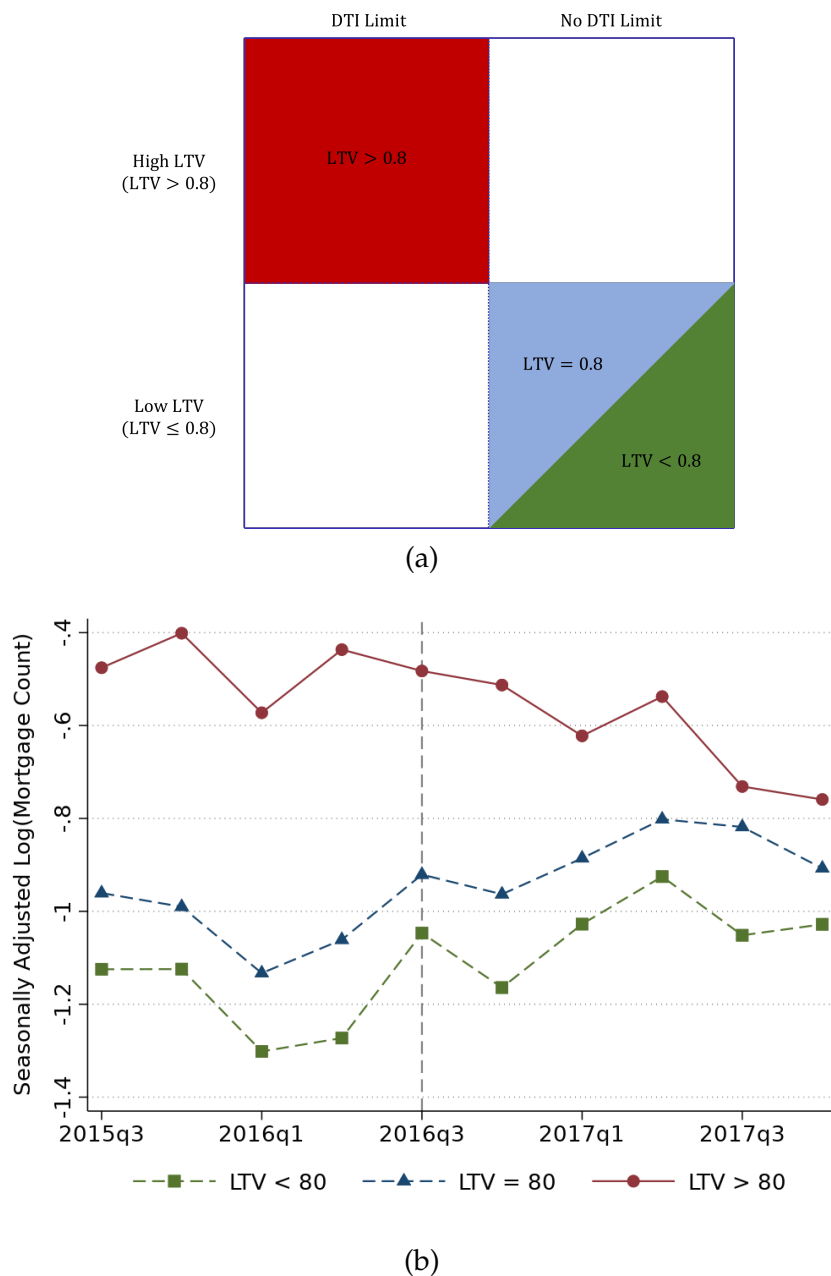 DTI Limit No DTI Limit
High LTV
(LTV > 0.8)
LTV > 0.8
LTV = 0.8
Low LTV
(LTV ≤ 0.8)
LTV < 0.8
(a)
Seasonally Adjusted Log(Mortgage Count)
-.4
-.6
-.8
-1
-1.2
-1.4
2015q3 2016q1 2016q3 2017q1 2017q3
LTV < 80 LTV = 80 LTV > 80
(b)